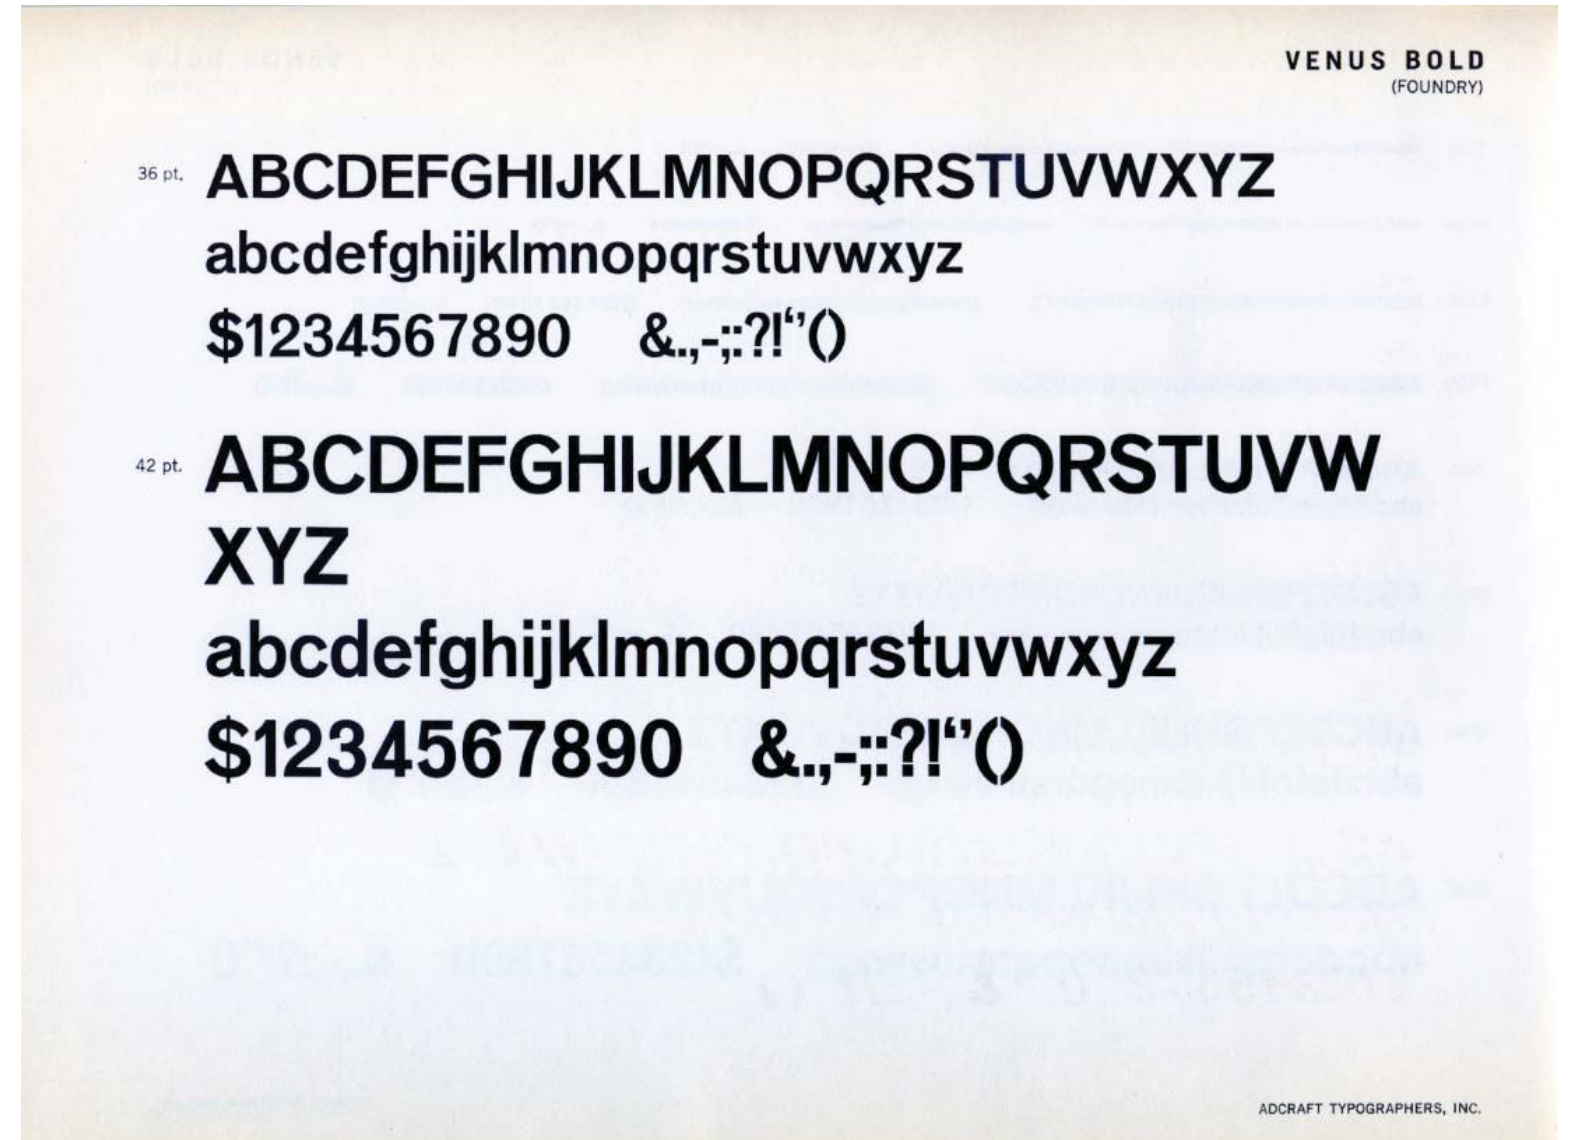 VENUS BOLD
(FOUNDRY)
36 pt. ABCDEFGHIJKLMNOPQRSTUVWXYZ
abcdefghijklmnopqrstuvwxyz
$1234567890 &.,-;:?!“”()
42 pt. ABCDEFGHIJKLMNOPQRSTUVW
XYZ
abcdefghijklmnopqrstuvwxyz
$1234567890 &.,-;:?!“”()
ADCRAFT TYPOGRAPHERS, INC.